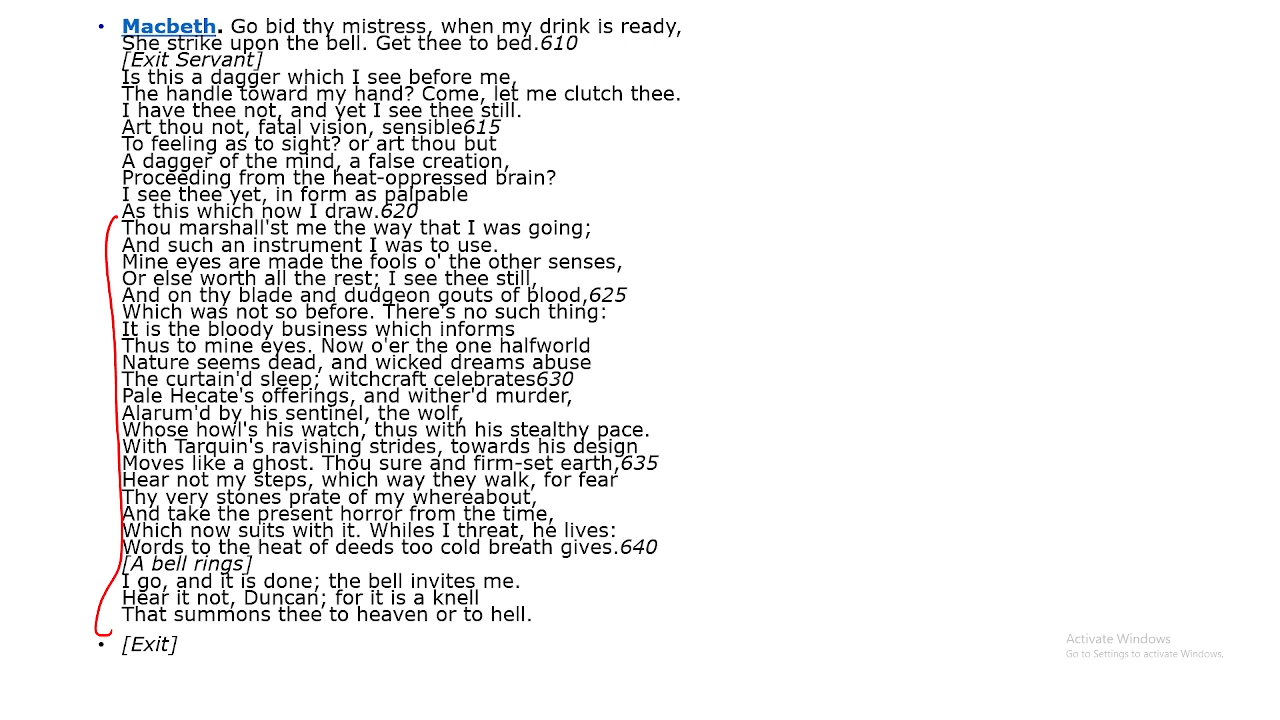 • Macbeth. Go bid thy mistress, when my drink is ready,
She strike upon the bell. Get thee to bed.610
[Exit Servant]
Is this a dagger which I see before me,
The handle toward my hand? Come, let me clutch thee.
I have thee not, and yet I see thee still.
Art thou not, fatal vision, sensible615
To feeling as to sight? or art thou but
A dagger of the mind, a false creation,
Proceeding from the heat-oppressed brain?
I see thee yet, in form as palpable
As this which now I draw.620
Thou marshall'st me the way that I was going;
And such an instrument I was to use.
Mine eyes are made the fools o' the other senses,
Or else worth all the rest; I see thee still,
And on thy blade and dudgeon gouts of blood,625
Which was not so before. There's no such thing:
It is the bloody business which informs
Thus to mine eyes. Now o'er the one halfworld
Nature seems dead, and wicked dreams abuse
The curtain'd sleep; witchcraft celebrates630
Pale Hecate's offerings, and wither'd murder,
Alarum'd by his sentinel, the wolf,
Whose howl's his watch, thus with his stealthy pace.
With Tarquin's ravishing strides, towards his design
Moves like a ghost. Thou sure and firm-set earth,635
Hear not my steps, which way they walk, for fear
Thy very stones prate of my whereabout,
And take the present horror from the time,
Which now suits with it. Whiles I threat, he lives:
Words to the heat of deeds too cold breath gives.640
[A bell rings]
I go, and it is done; the bell invites me.
Hear it not, Duncan; for it is a knell
That summons thee to heaven or to hell.
• [Exit]
Activate Windows
Go to Settings to activate Windows.